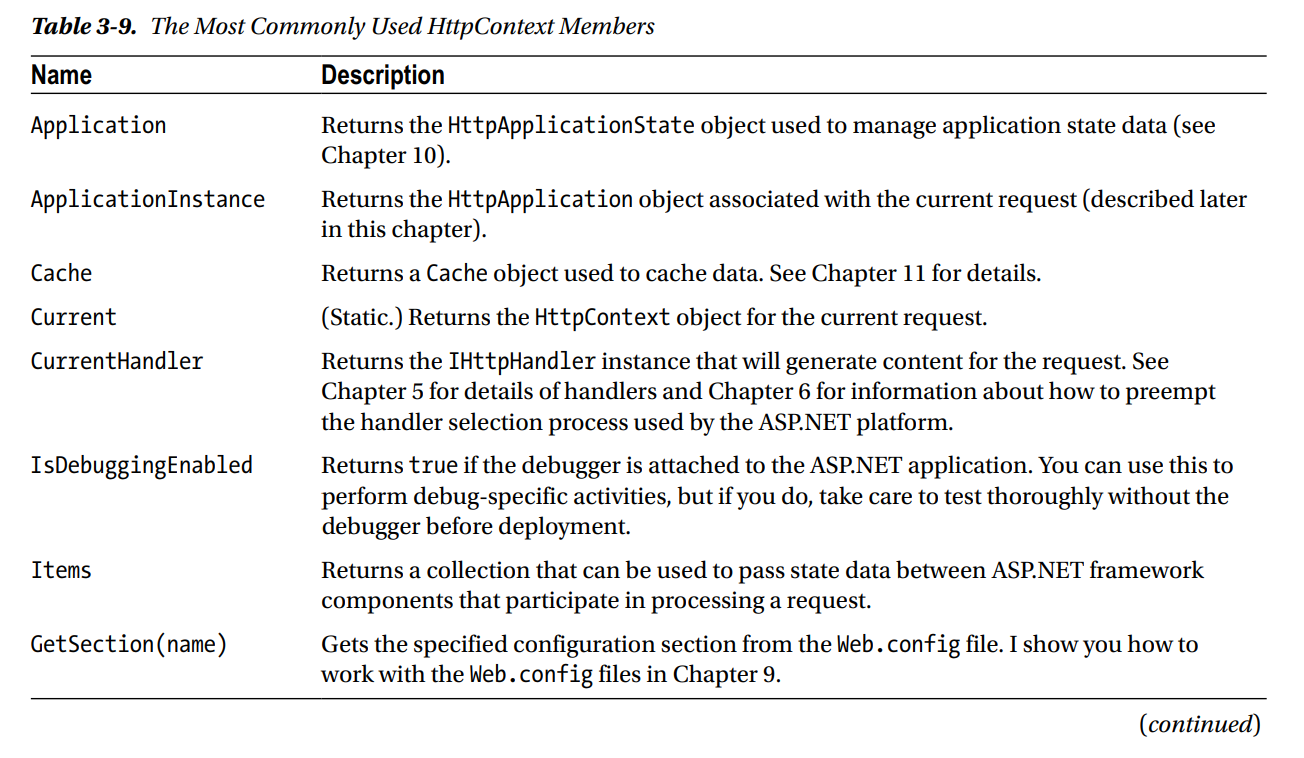 Table 3-9. The Most Commonly Used HttpContext Members
Name Description
Application Returns the HttpApplicationState object used to manage application state data (see
Chapter 10).
ApplicationInstance Returns the HttpApplication object associated with the current request (described later
in this chapter).
Cache Returns a Cache object used to cache data. See Chapter 11 for details.
Current (Static.) Returns the HttpContext object for the current request.
CurrentHandler Returns the IHttpHandler instance that will generate content for the request. See
Chapter 5 for details of handlers and Chapter 6 for information about how to preempt
the handler selection process used by the ASP.NET platform.
IsDebuggingEnabled Returns true if the debugger is attached to the ASP.NET application. You can use this to
perform debug-specific activities, but if you do, take care to test thoroughly without the
debugger before deployment.
Items Returns a collection that can be used to pass state data between ASP.NET framework
components that participate in processing a request.
GetSection(name) Gets the specified configuration section from the Web.config file. I show you how to
work with the Web.config files in Chapter 9.
(continued)